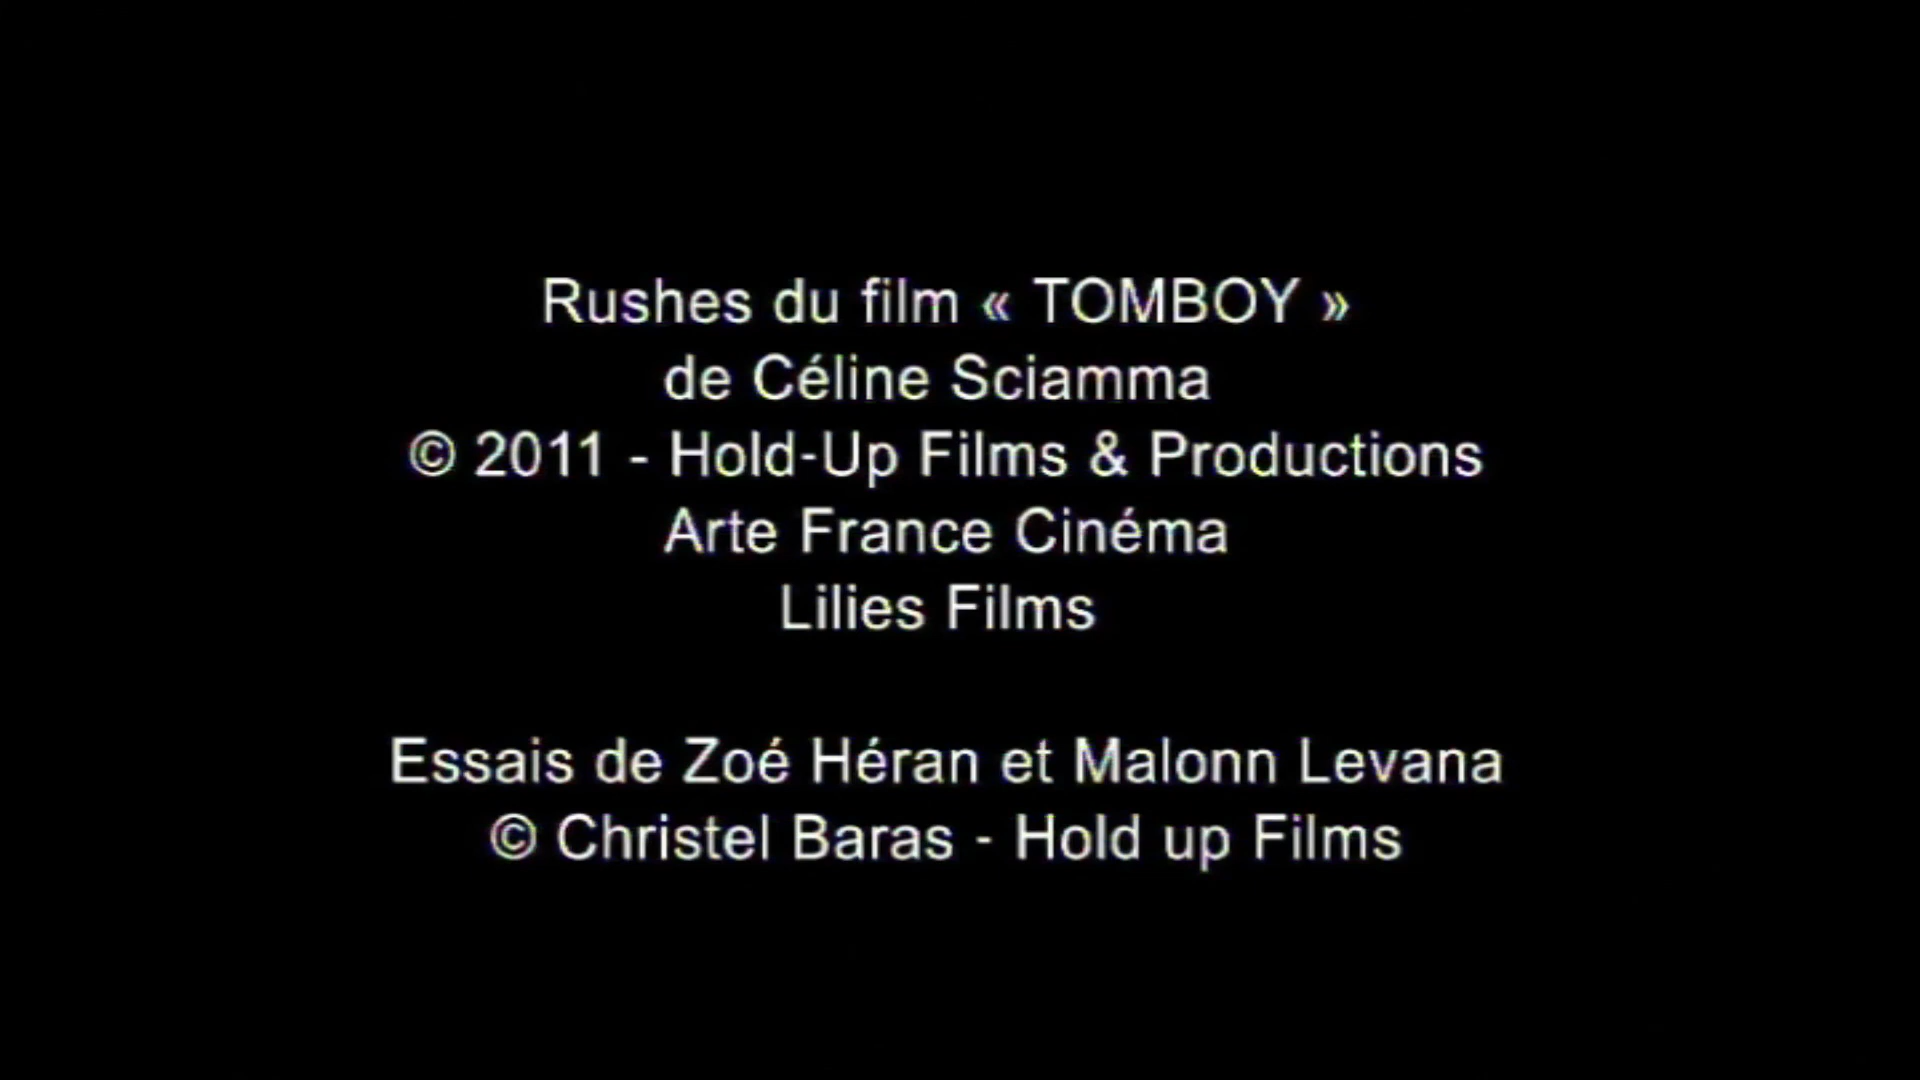 Rushes du film « TOMBOY »
de Céline Sciamma
© 2011 - Hold-Up Films & Productions
Arte France Cinéma
Lilies Films
Essais de Zoé Héran et Malonn Levana
© Christel Baras - Hold up Films